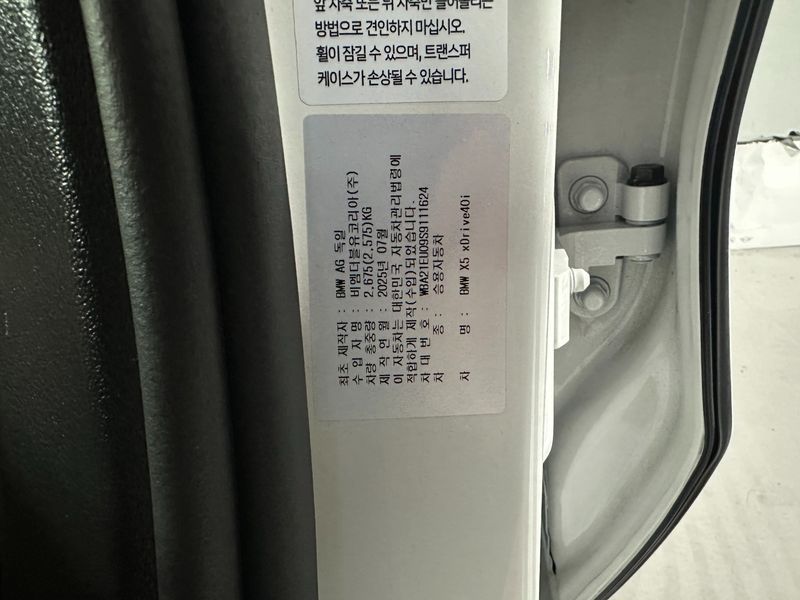 앞 차축 또는 뒤 차축만 들어올리는
방법으로 견인하지 마십시오.
휠이 잠길 수 있으며, 트랜스퍼
케이스가 손상될 수 있습니다.
최초 제작자 : BMW AG 독일
수 입 자 명 : 비엠더블유코리아(주)
차량 총중량 : 2,675(2,575)KG
제 작 연 월 : 2025년 07월
이 자동차는 대한민국 자동차관리법령에
적합하게 제작(수입)되었습니다.
차 대 번 호 : WBA21EU09S9111624
차 종 : 승용자동차
차 명 : BMW X5 xDrive40i